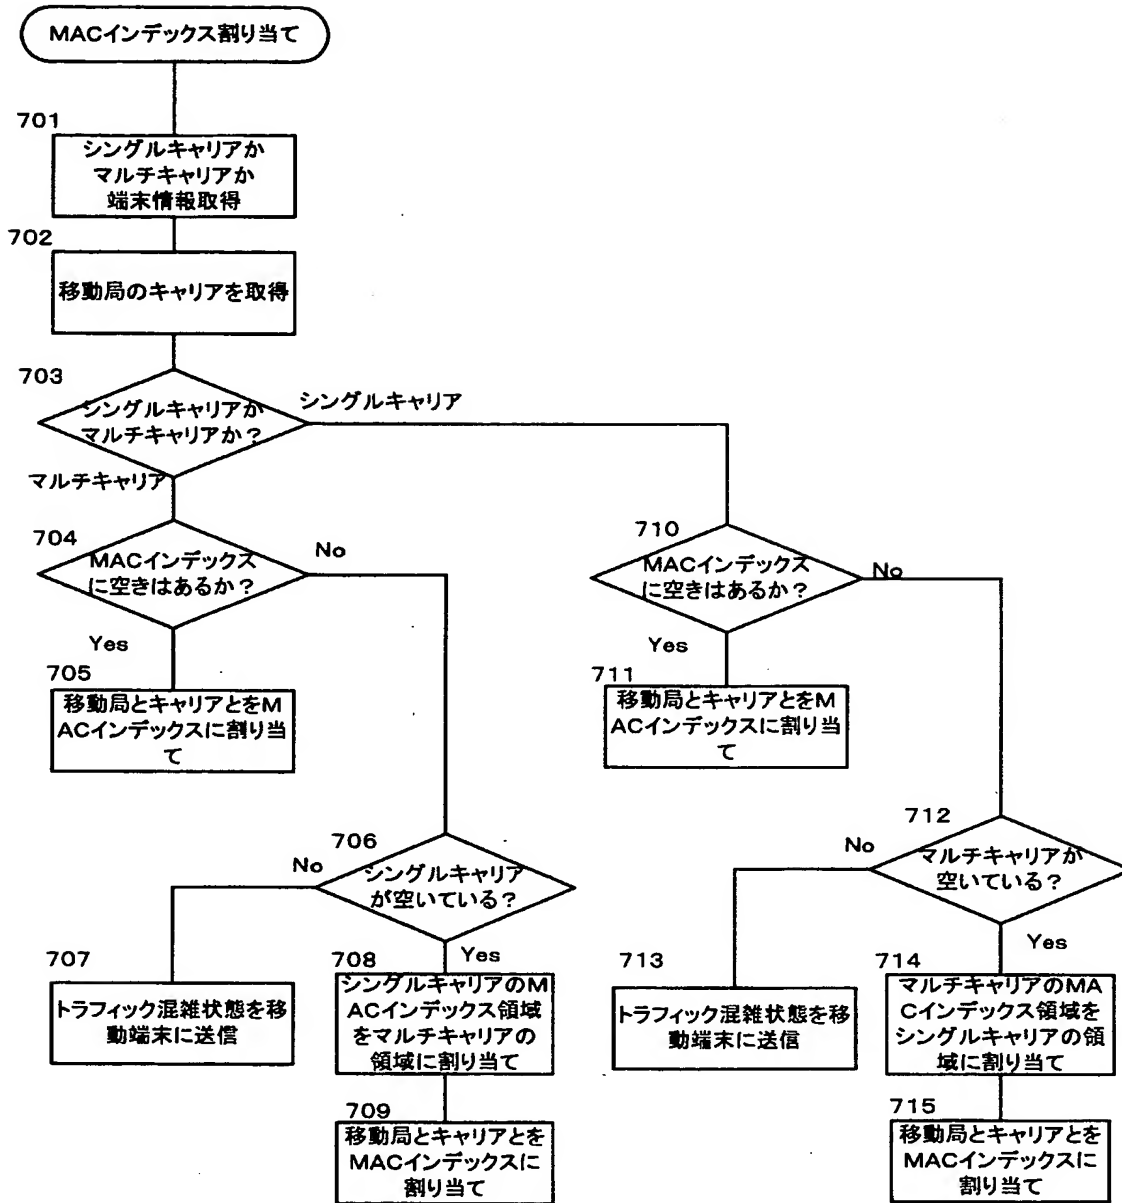 MACインデックス割り当て
701
シングルキャリアか
マルチキャリアか
端末情報取得
702
移動局のキャリアを取得
703
シングルキャリアか
マルチキャリアか？
シングルキャリア
マルチキャリア
704
MACインデックス
に空きはあるか？
No
Yes
705
移動局とキャリアとをM
ACインデックスに割り当
て
706
シングルキャリア
が空いている？
No
Yes
707
トラフィック混雑状態を移
動端末に送信
708
シングルキャリアのM
ACインデックス領域
をマルチキャリアの
領域に割り当て
709
移動局とキャリアとを
MACインデックスに
割り当て
710
MACインデックス
に空きはあるか？
No
Yes
711
移動局とキャリアとをM
ACインデックスに割り当
て
712
マルチキャリアが
空いている？
No
Yes
713
トラフィック混雑状態を移
動端末に送信
714
マルチキャリアのMA
Cインデックス領域を
シングルキャリアの領
域に割り当て
715
移動局とキャリアとを
MACインデックスに
割り当て